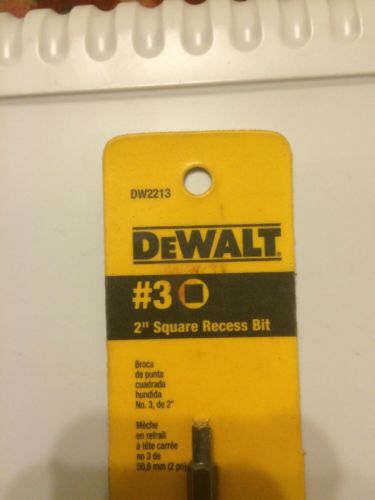 DW2213
DEWALT
#3
2" Square Recess Bit
Broca
de punta
cuadrada
hundida
No. 3, de 2"
Mèche
en retrait
à tête carrée
no 3 de
50,8 mm (2 po)